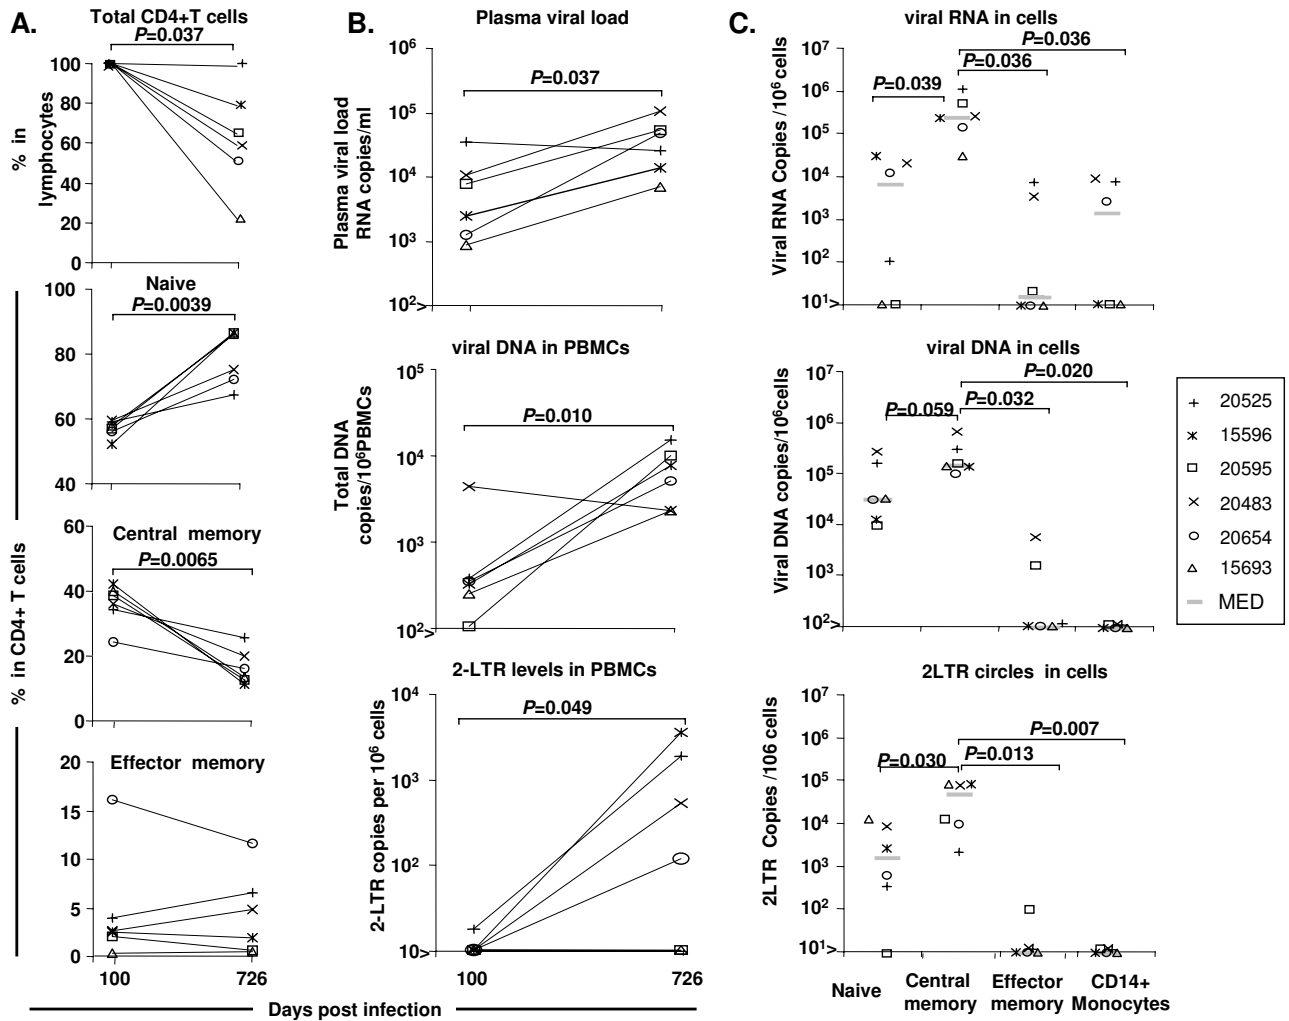 A.
Total CD4+T cells
P=0.037
% in
lymphocytes
100
80
60
40
20
0
Naive
P=0.0039
100
80
60
40
Central memory
P=0.0065
60
40
20
0
% in CD4+ T cells
Effector memory
20
15
10
5
0
100
726
B.
Plasma viral load
P=0.037
Plasma viral load
RNA copies/ml
10⁶
10⁵
10⁴
10³
10²>
viral DNA in PBMCs
P=0.010
Total DNA
copies/10⁶PBMCs
10⁵
10⁴
10³
10²>
2-LTR levels in PBMCs
P=0.049
2-LTR copies per 10⁶ cells
10⁴
10³
10²
10>
100
726
Days post infection
C.
viral RNA in cells
P=0.036
P=0.036
P=0.039
Viral RNA Copies /10⁶ cells
10⁷
10⁶
10⁵
10⁴
10³
10²
10¹>
viral DNA in cells
P=0.020
P=0.032
P=0.059
Viral DNA copies/10⁶cells
10⁷
10⁶
10⁵
10⁴
10³
10²>
2LTR circles in cells
P=0.007
P=0.013
P=0.030
2LTR Copies /106 cells
10⁷
10⁶
10⁵
10⁴
10³
10²
10¹>
Naive
Central
memory
Effector
memory
CD14+
Monocytes
20525
15596
20595
20483
20654
15693
MED